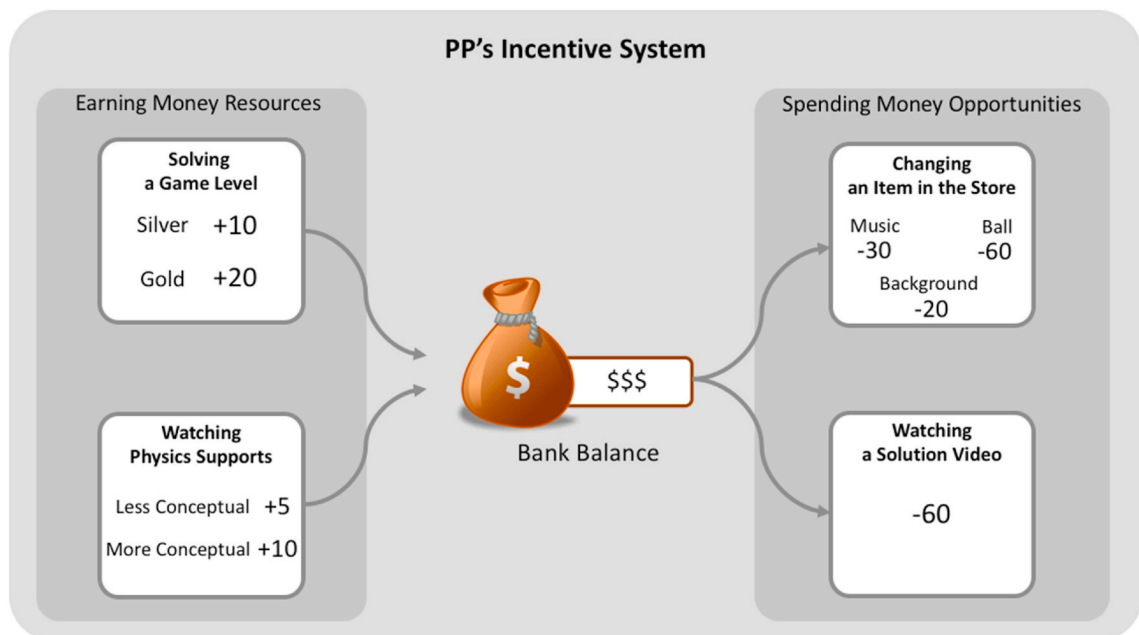 PP’s Incentive System
Earning Money Resources
Solving
a Game Level
Silver +10
Gold +20
Watching
Physics Supports
Less Conceptual +5
More Conceptual +10
$
$$$
Bank Balance
Spending Money Opportunities
Changing
an Item in the Store
Music Ball
-30 -60
Background
-20
Watching
a Solution Video
-60